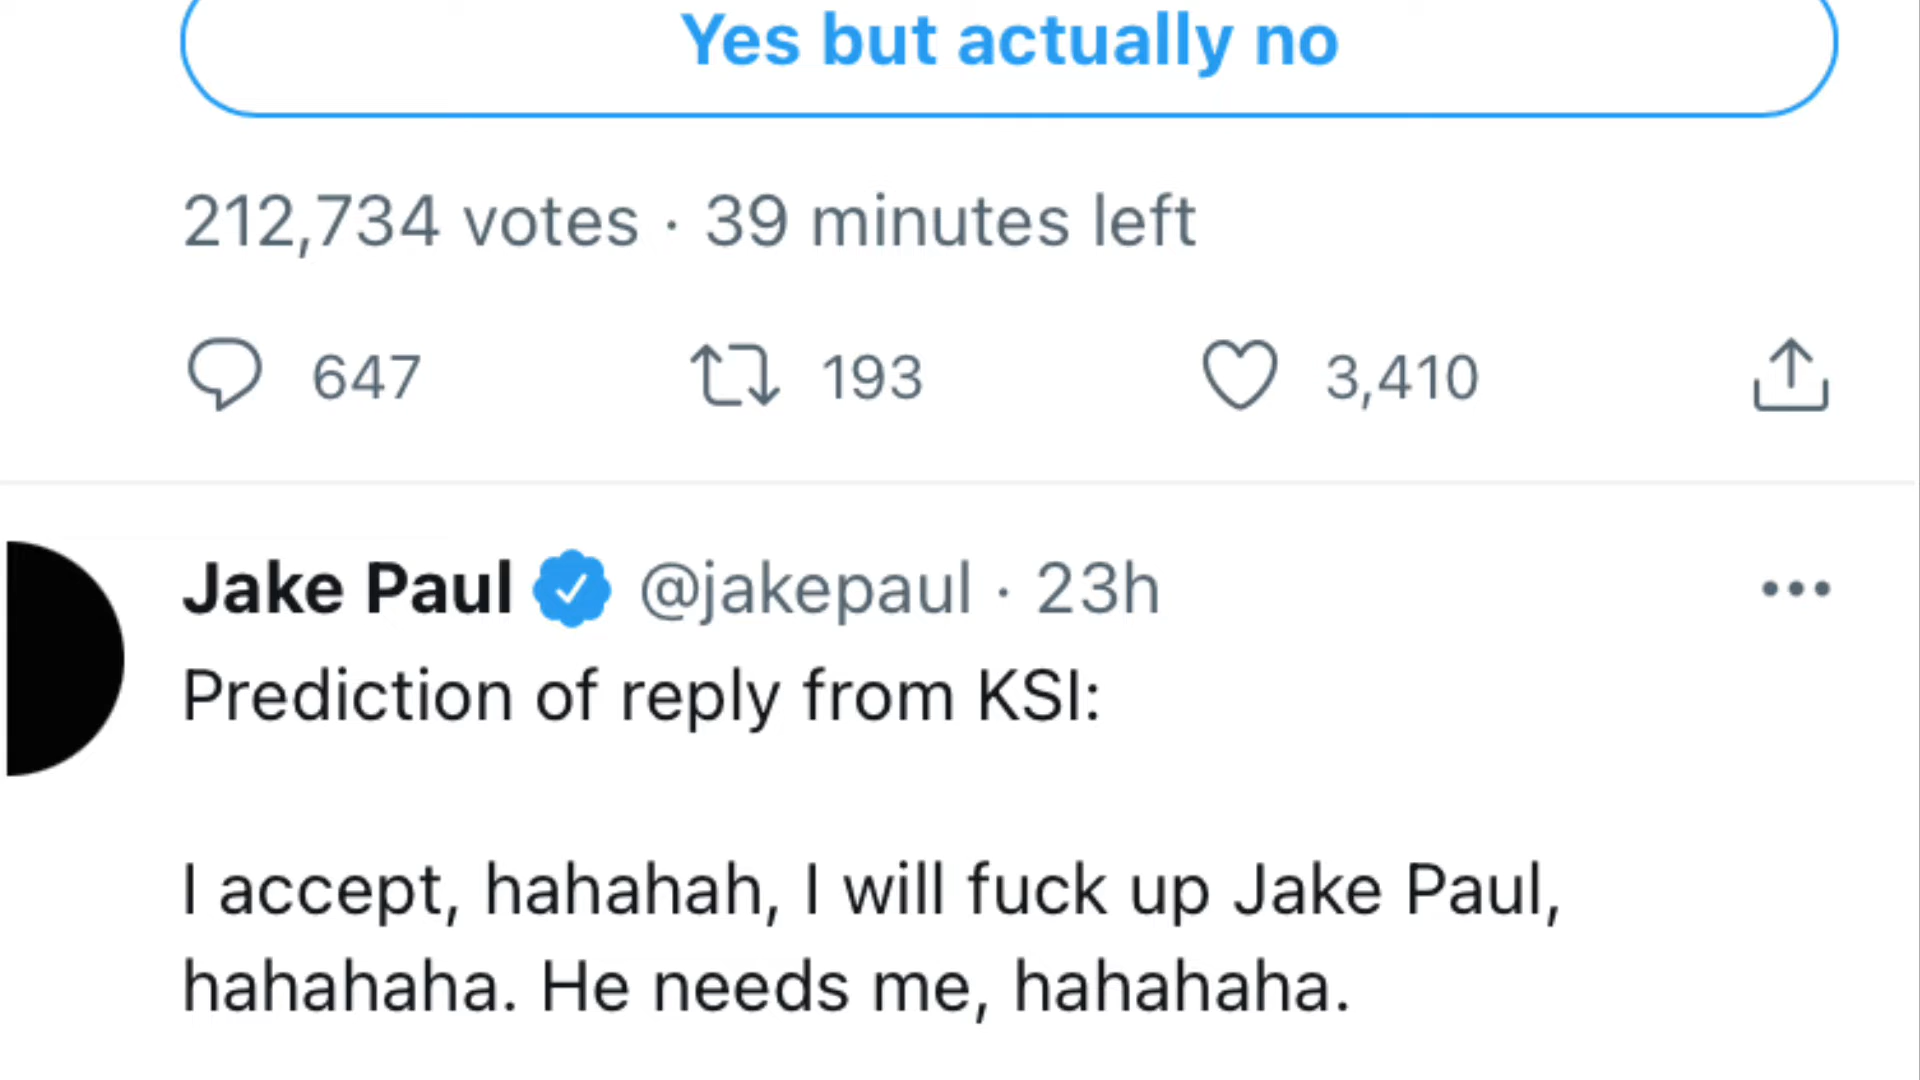 Yes but actually no
212,734 votes · 39 minutes left
647 193 3,410
Jake Paul @jakepaul · 23h
Prediction of reply from KSI:
I accept, hahahah, I will fuck up Jake Paul,
hahahaha. He needs me, hahahaha.